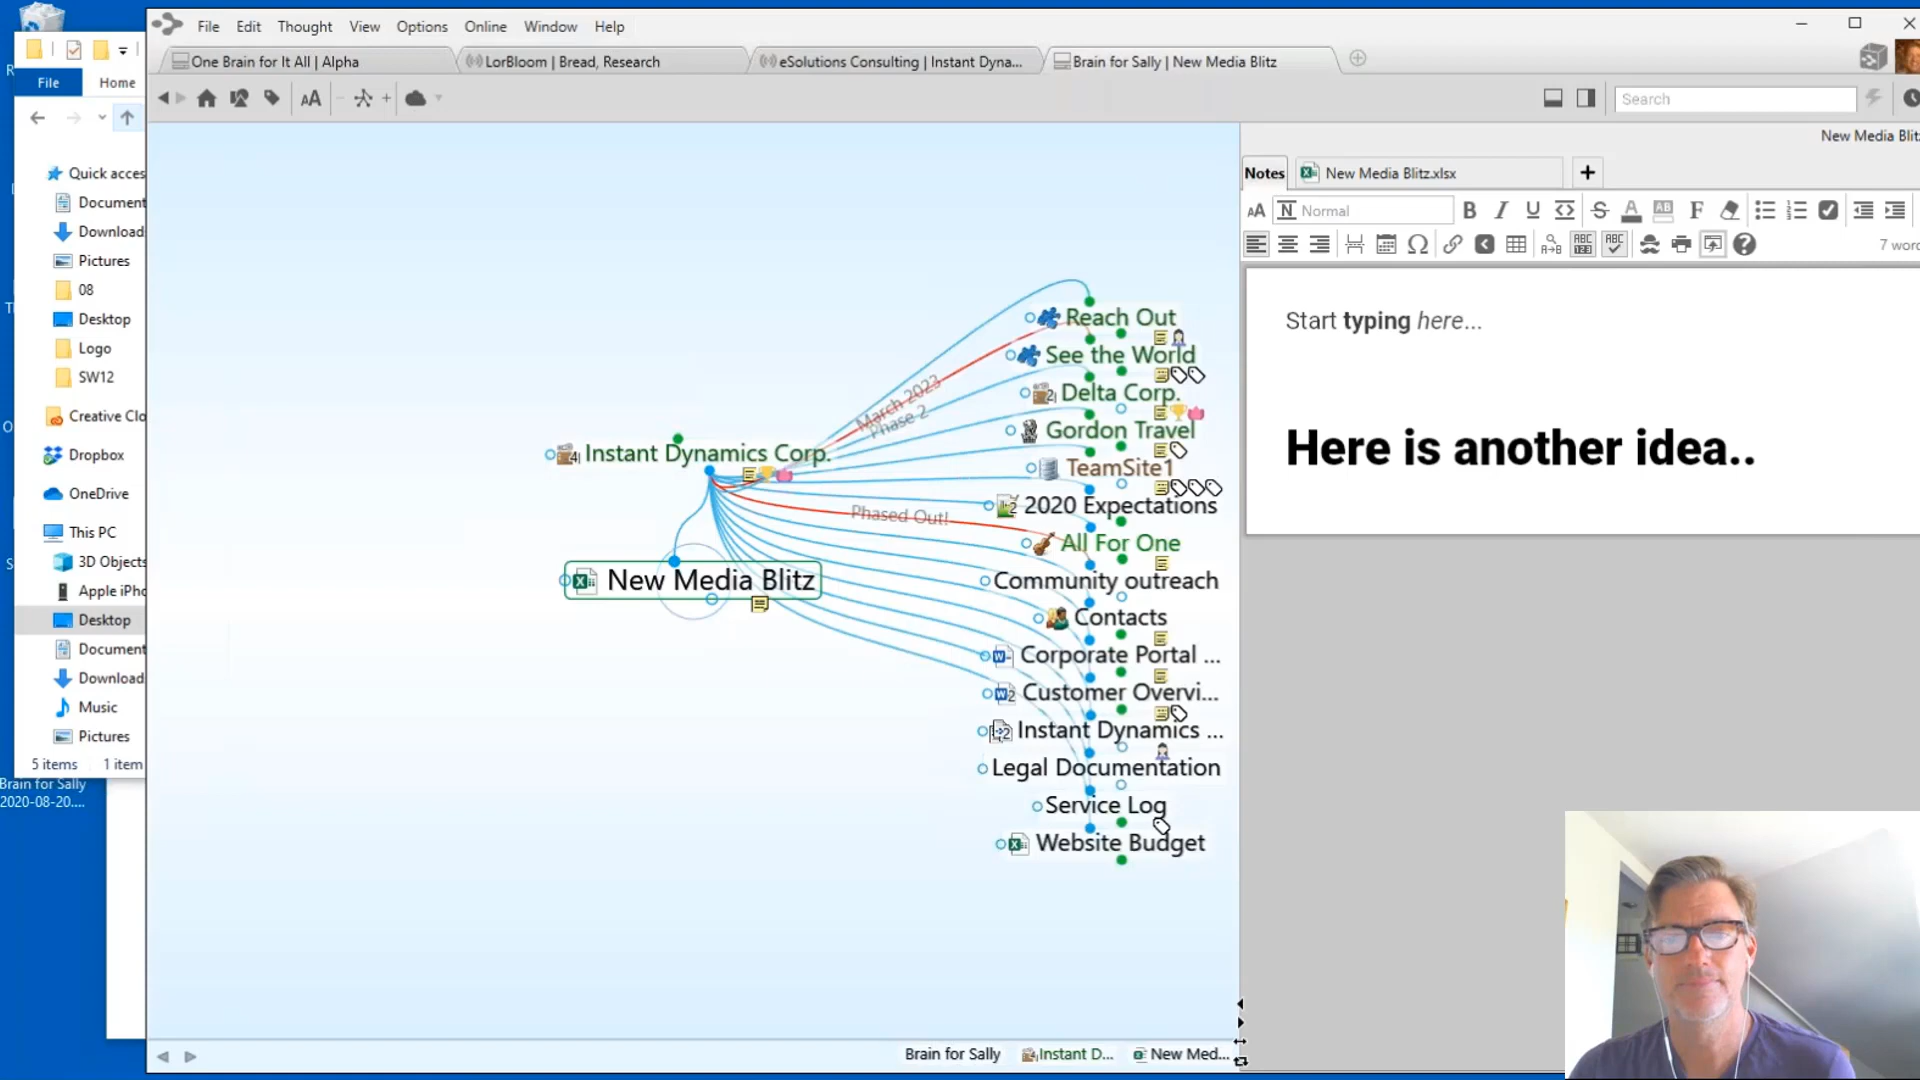 File Edit Thought View Options Online Window Help
One Brain for It All | Alpha
LorBloom | Bread, Research
eSolutions Consulting | Instant Dyna...
Brain for Sally | New Media Blitz
File Home
AA
Search
New Media Blit
Notes
New Media Blitz.xlsx
Normal
7 word
Start typing here...
Here is another idea..
Quick acces
Document
Download
Pictures
08
Desktop
Logo
SW12
Creative Clo
Dropbox
OneDrive
This PC
3D Objects
Apple iPho
Desktop
Document
Download
Music
Pictures
5 items 1 item
Brain for Sally
2020-08-20....
Instant Dynamics Corp.
New Media Blitz
March 2023
Phase 2
Phased Out!
Reach Out
See the World
Delta Corp.
Gordon Travel
TeamSite1
2020 Expectations
All For One
Community outreach
Contacts
Corporate Portal ...
Customer Overvi...
Instant Dynamics ...
Legal Documentation
Service Log
Website Budget
Brain for Sally
Instant D...
New Med...